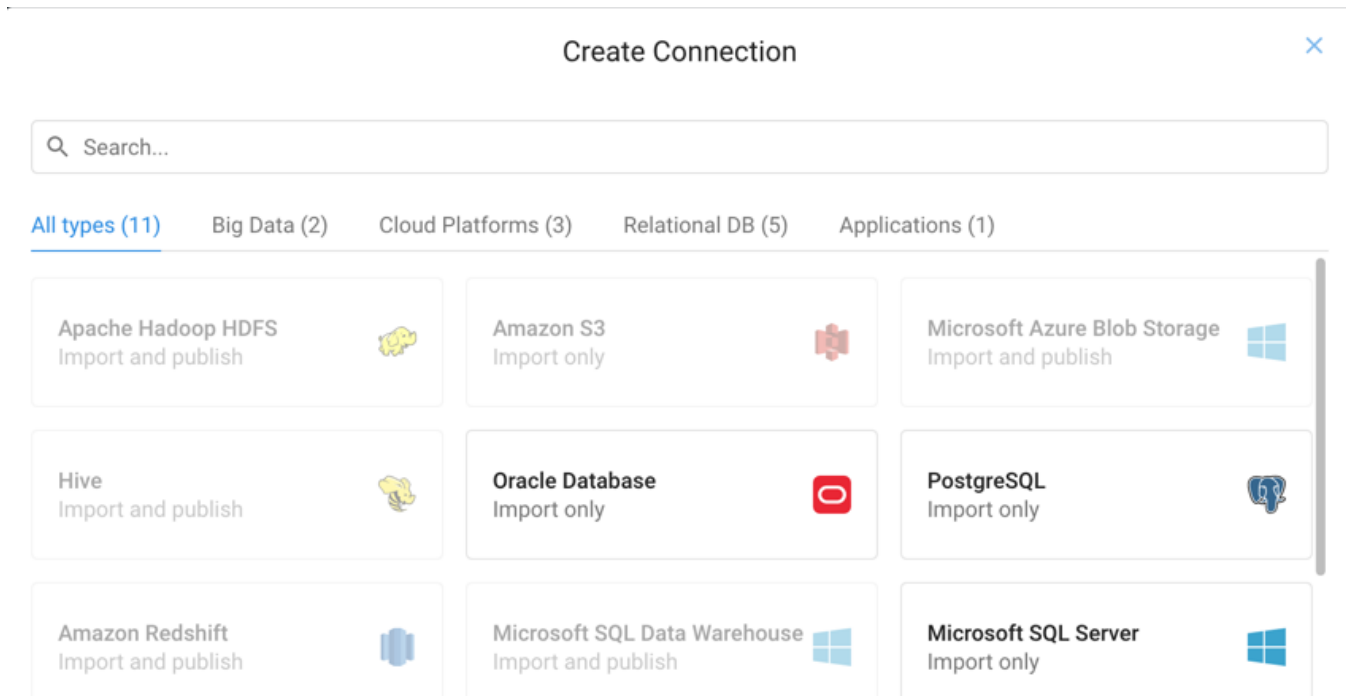 Create Connection
Search...
All types (11) Big Data (2) Cloud Platforms (3) Relational DB (5) Applications (1)
Apache Hadoop HDFS
Import and publish
Amazon S3
Import only
Microsoft Azure Blob Storage
Import and publish
Hive
Import and publish
Oracle Database
Import only
PostgreSQL
Import only
Amazon Redshift
Import and publish
Microsoft SQL Data Warehouse
Import and publish
Microsoft SQL Server
Import only